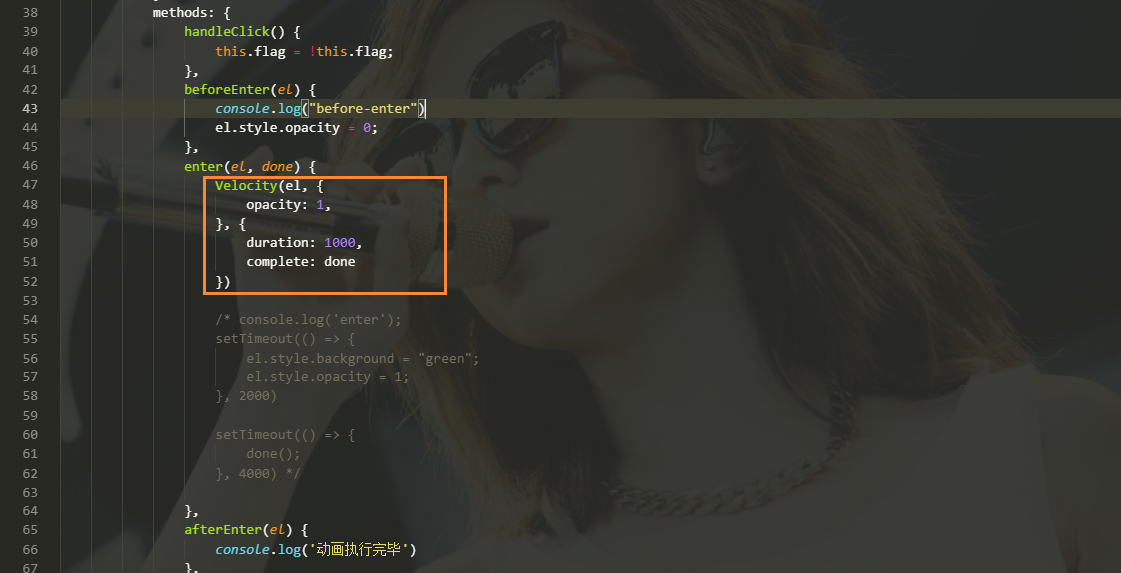 38 methods: {
39 handleClick() {
40 this.flag = !this.flag;
41 },
42 beforeEnter(el) {
43 console.log("before-enter")
44 el.style.opacity = 0;
45 },
46 enter(el, done) {
47 Velocity(el, {
48 opacity: 1,
49 }, {
50 duration: 1000,
51 complete: done
52 })
53
54 /* console.log('enter');
55 setTimeout(() => {
56 el.style.background = "green";
57 el.style.opacity = 1;
58 }, 2000)
59
60 setTimeout(() => {
61 done();
62 }, 4000) */
63
64 },
65 afterEnter(el) {
66 console.log('动画执行完毕')
67 },